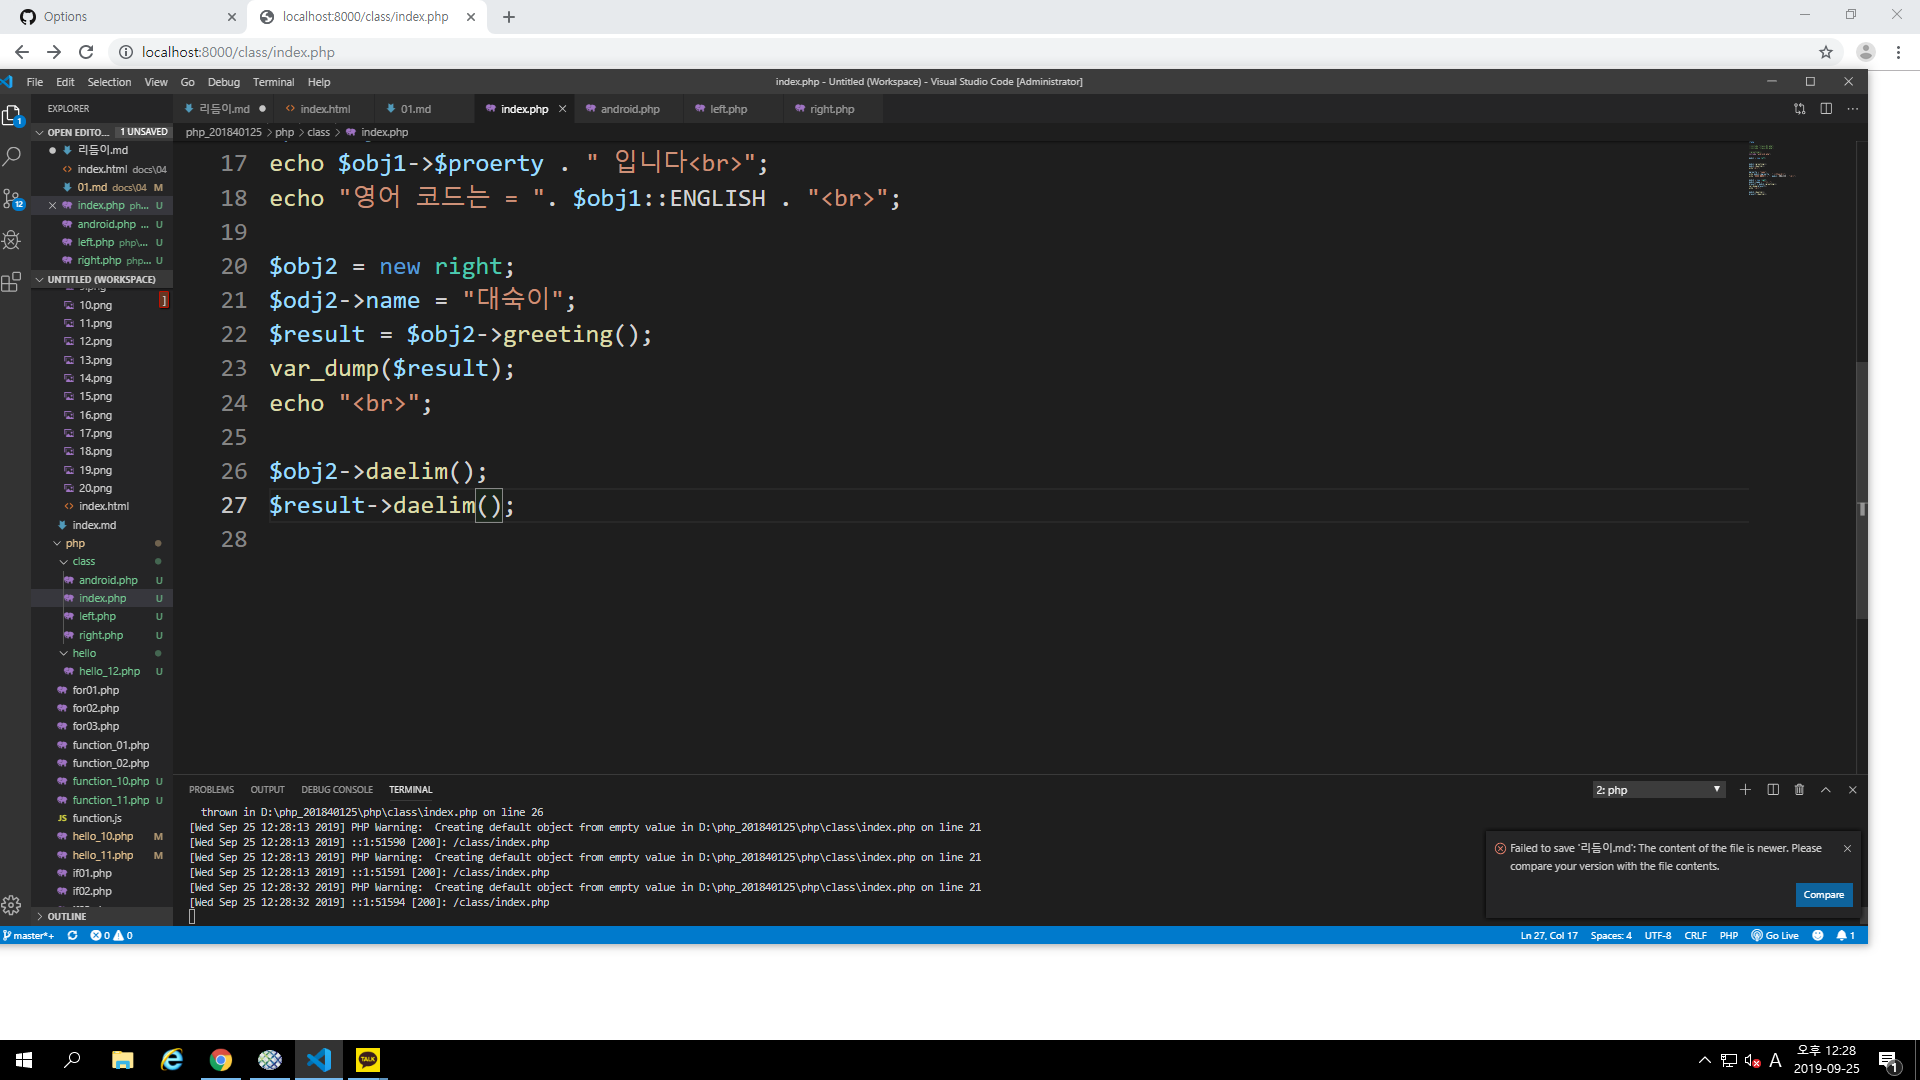 Options
localhost:8000/class/index.php
localhost:8000/class/index.php
File Edit Selection View Go Debug Terminal Help
index.php - Untitled (Workspace) - Visual Studio Code [Administrator]
EXPLORER
리듬이.md
index.html
01.md
index.php
android.php
left.php
right.php
OPEN EDITO... 1 UNSAVED
php_201840125 > php > class > index.php
리듬이.md
index.html docs\04
01.md docs\04 M
index.php ph... U
android.php ... U
left.php php\... U
right.php php... U
UNTITLED (WORKSPACE)
10.png
11.png
12.png
13.png
14.png
15.png
16.png
17.png
18.png
19.png
20.png
index.html
index.md
php
class
android.php U
index.php U
left.php U
right.php U
hello
hello_12.php U
for01.php
for02.php
for03.php
function_01.php
function_02.php
function_10.php U
function_11.php U
function.js
hello_10.php M
hello_11.php M
if01.php
if02.php
OUTLINE
17 echo $obj1->$proerty . " 입니다<br>";
18 echo "영어 코드는 = ". $obj1::ENGLISH . "<br>";
19
20 $obj2 = new right;
21 $odj2->name = "대숙이";
22 $result = $obj2->greeting();
23 var_dump($result);
24 echo "<br>";
25
26 $obj2->daelim();
27 $result->daelim();
28
PROBLEMS OUTPUT DEBUG CONSOLE TERMINAL
2: php
thrown in D:\php_201840125\php\class\index.php on line 26
[Wed Sep 25 12:28:13 2019] PHP Warning:  Creating default object from empty value in D:\php_201840125\php\class\index.php on line 21
[Wed Sep 25 12:28:13 2019] ::1:51590 [200]: /class/index.php
[Wed Sep 25 12:28:13 2019] PHP Warning:  Creating default object from empty value in D:\php_201840125\php\class\index.php on line 21
[Wed Sep 25 12:28:13 2019] ::1:51591 [200]: /class/index.php
[Wed Sep 25 12:28:32 2019] PHP Warning:  Creating default object from empty value in D:\php_201840125\php\class\index.php on line 21
[Wed Sep 25 12:28:32 2019] ::1:51594 [200]: /class/index.php
Failed to save '리듬이.md': The content of the file is newer. Please
compare your version with the file contents.
Compare
master*+ 0 0
Ln 27, Col 17 Spaces: 4 UTF-8 CRLF PHP Go Live 1
TALK
A
오후 12:28
2019-09-25
1